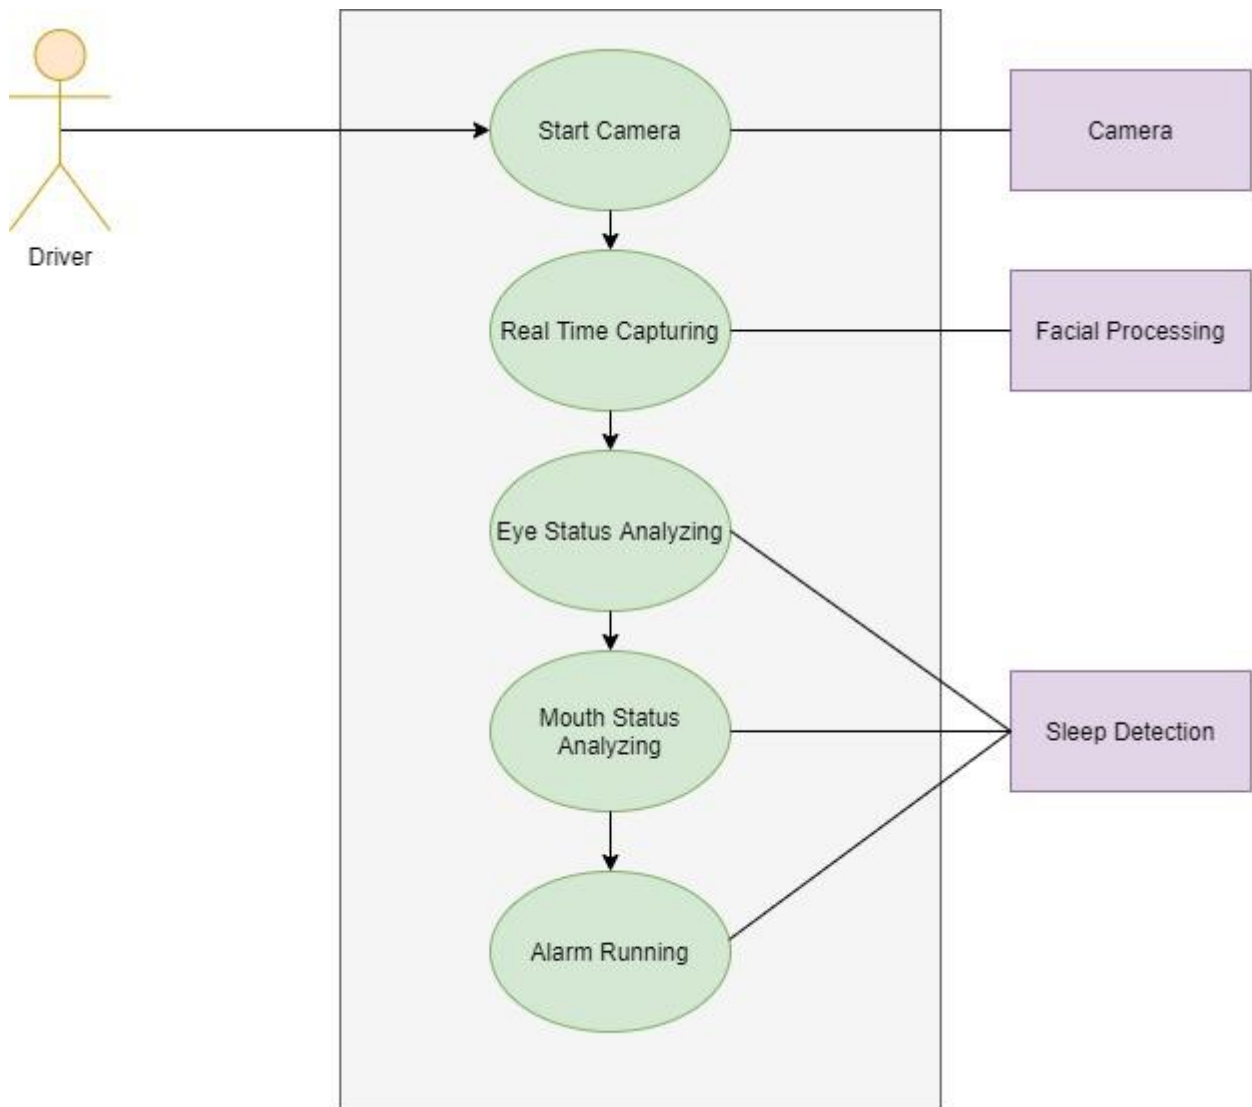 Start Camera
Camera
Driver
Real Time Capturing
Facial Processing
Eye Status Analyzing
Mouth Status
Analyzing
Sleep Detection
Alarm Running